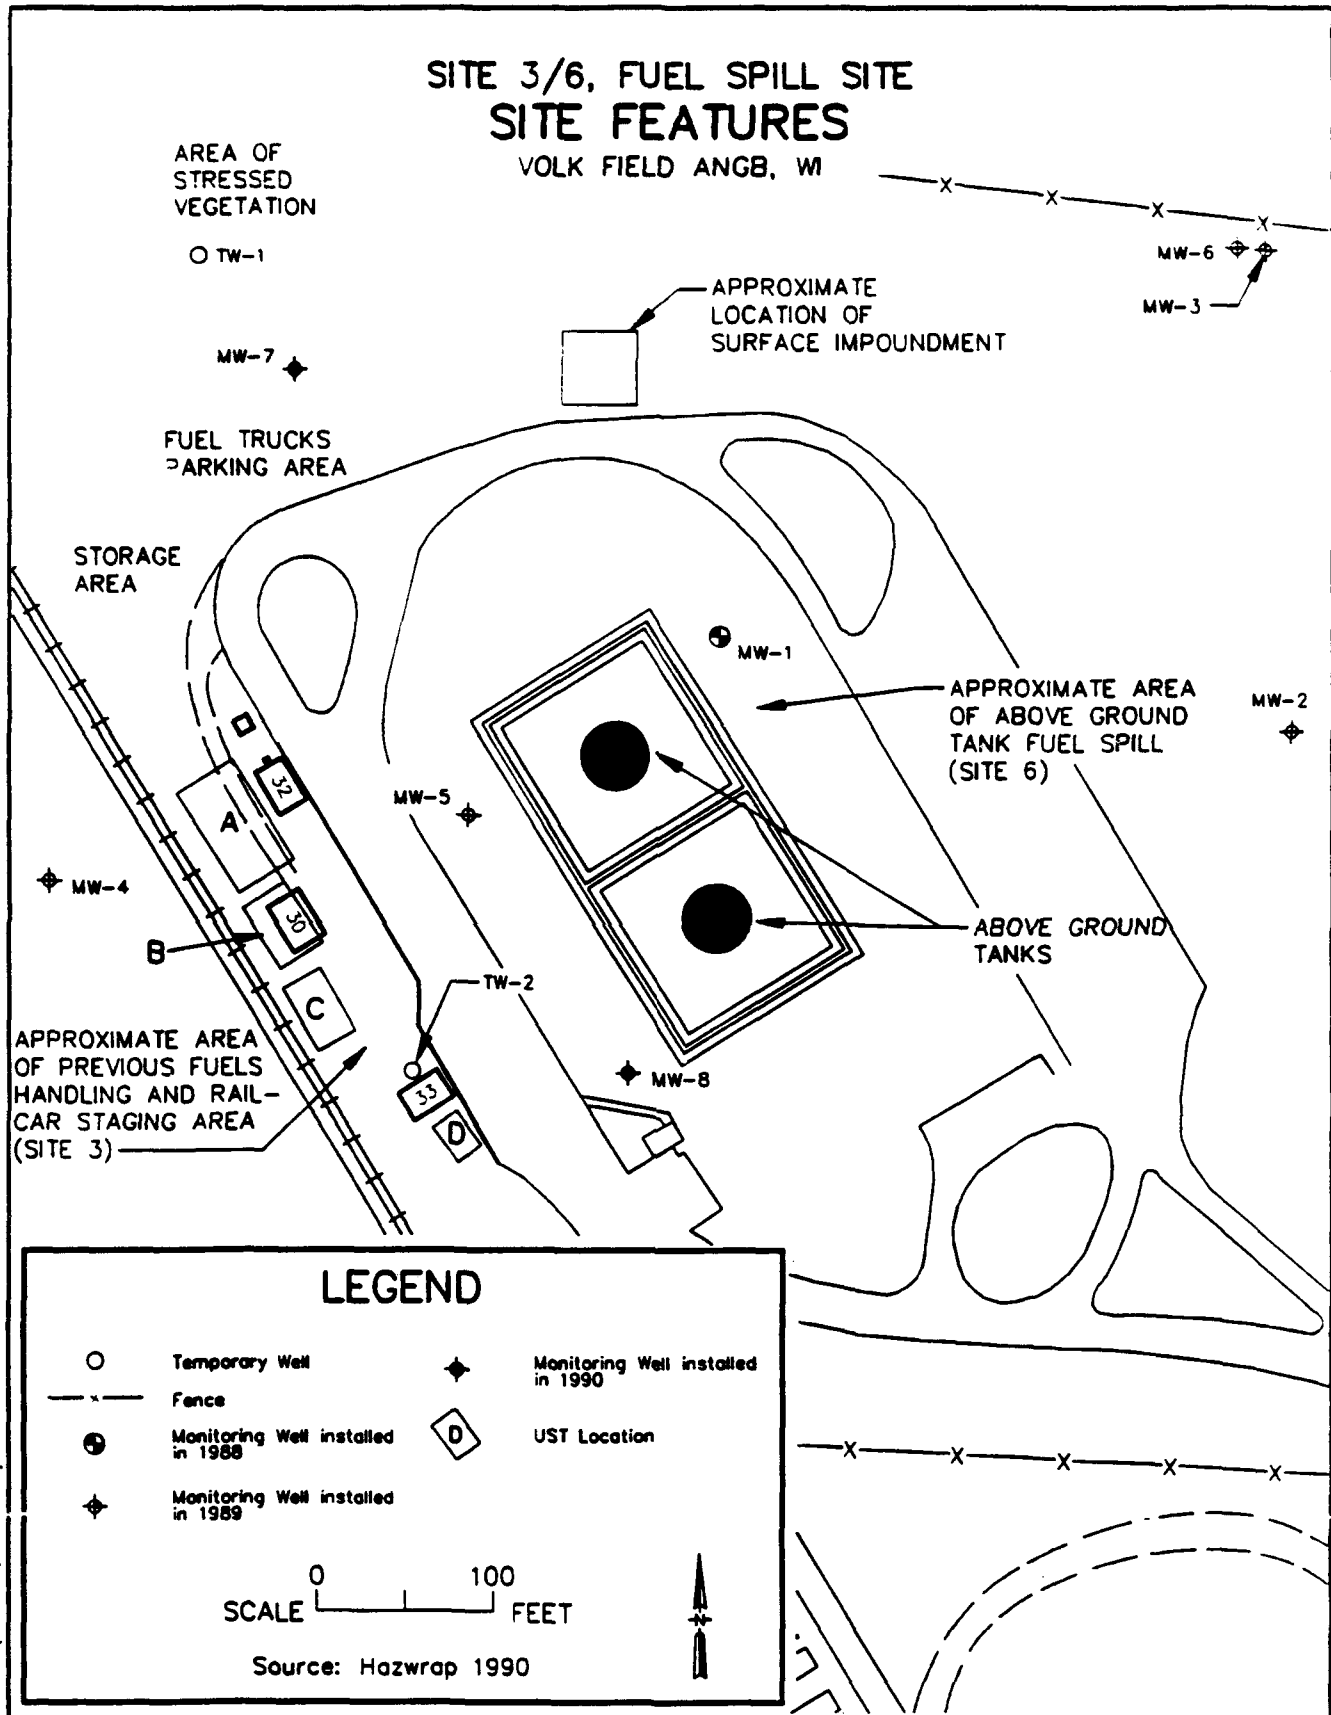 SITE 3/6, FUEL SPILL SITE
SITE FEATURES
VOLK FIELD ANGB, WI
AREA OF
STRESSED
VEGETATION
TW-1
MW-6
MW-3
APPROXIMATE
LOCATION OF
SURFACE IMPOUNDMENT
MW-7
FUEL TRUCKS
PARKING AREA
STORAGE
AREA
MW-1
APPROXIMATE AREA
OF ABOVE GROUND
TANK FUEL SPILL
(SITE 6)
MW-2
32
A
MW-5
MW-4
30
B
ABOVE GROUND
TANKS
C
TW-2
APPROXIMATE AREA
OF PREVIOUS FUELS
HANDLING AND RAIL-
CAR STAGING AREA
(SITE 3)
MW-8
33
D
LEGEND
Temporary Well
Fence
Monitoring Well installed
in 1988
Monitoring Well installed
in 1989
Monitoring Well installed
in 1990
D
UST Location
0 100
SCALE FEET
N
Source: Hazwrap 1990